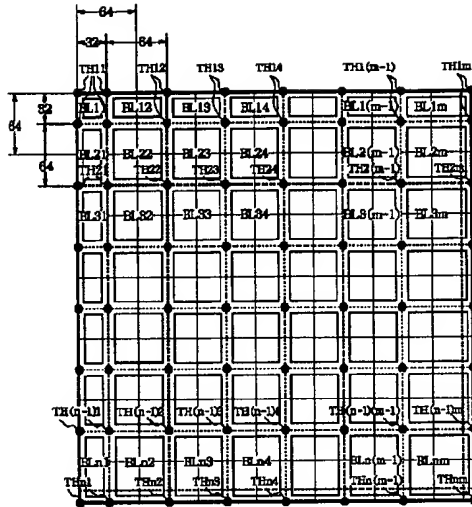 64
32 64
TH11 TH12 TH13 TH14 TH1(m-1) TH1m
BL1 BL12 BL13 BL14 BL1(m-1) BL1m
32
64
64
BL21 BL22 BL23 BL24 BL2(m-1) BL2m
TH21 TH22 TH23 TH24 TH2(m-1) TH2m
BL31 BL32 BL33 BL34 BL3(m-1) BL3m
TH(n-1)1 TH(n-1)2 TH(n-1)3 TH(n-1)4 TH(n-1)(m-1) TH(n-1)m
BLn1 BLn2 BLn3 BLn4 BLn(m-1) BLnm
THn1 THn2 THn3 THn4 THn(m-1) THnm